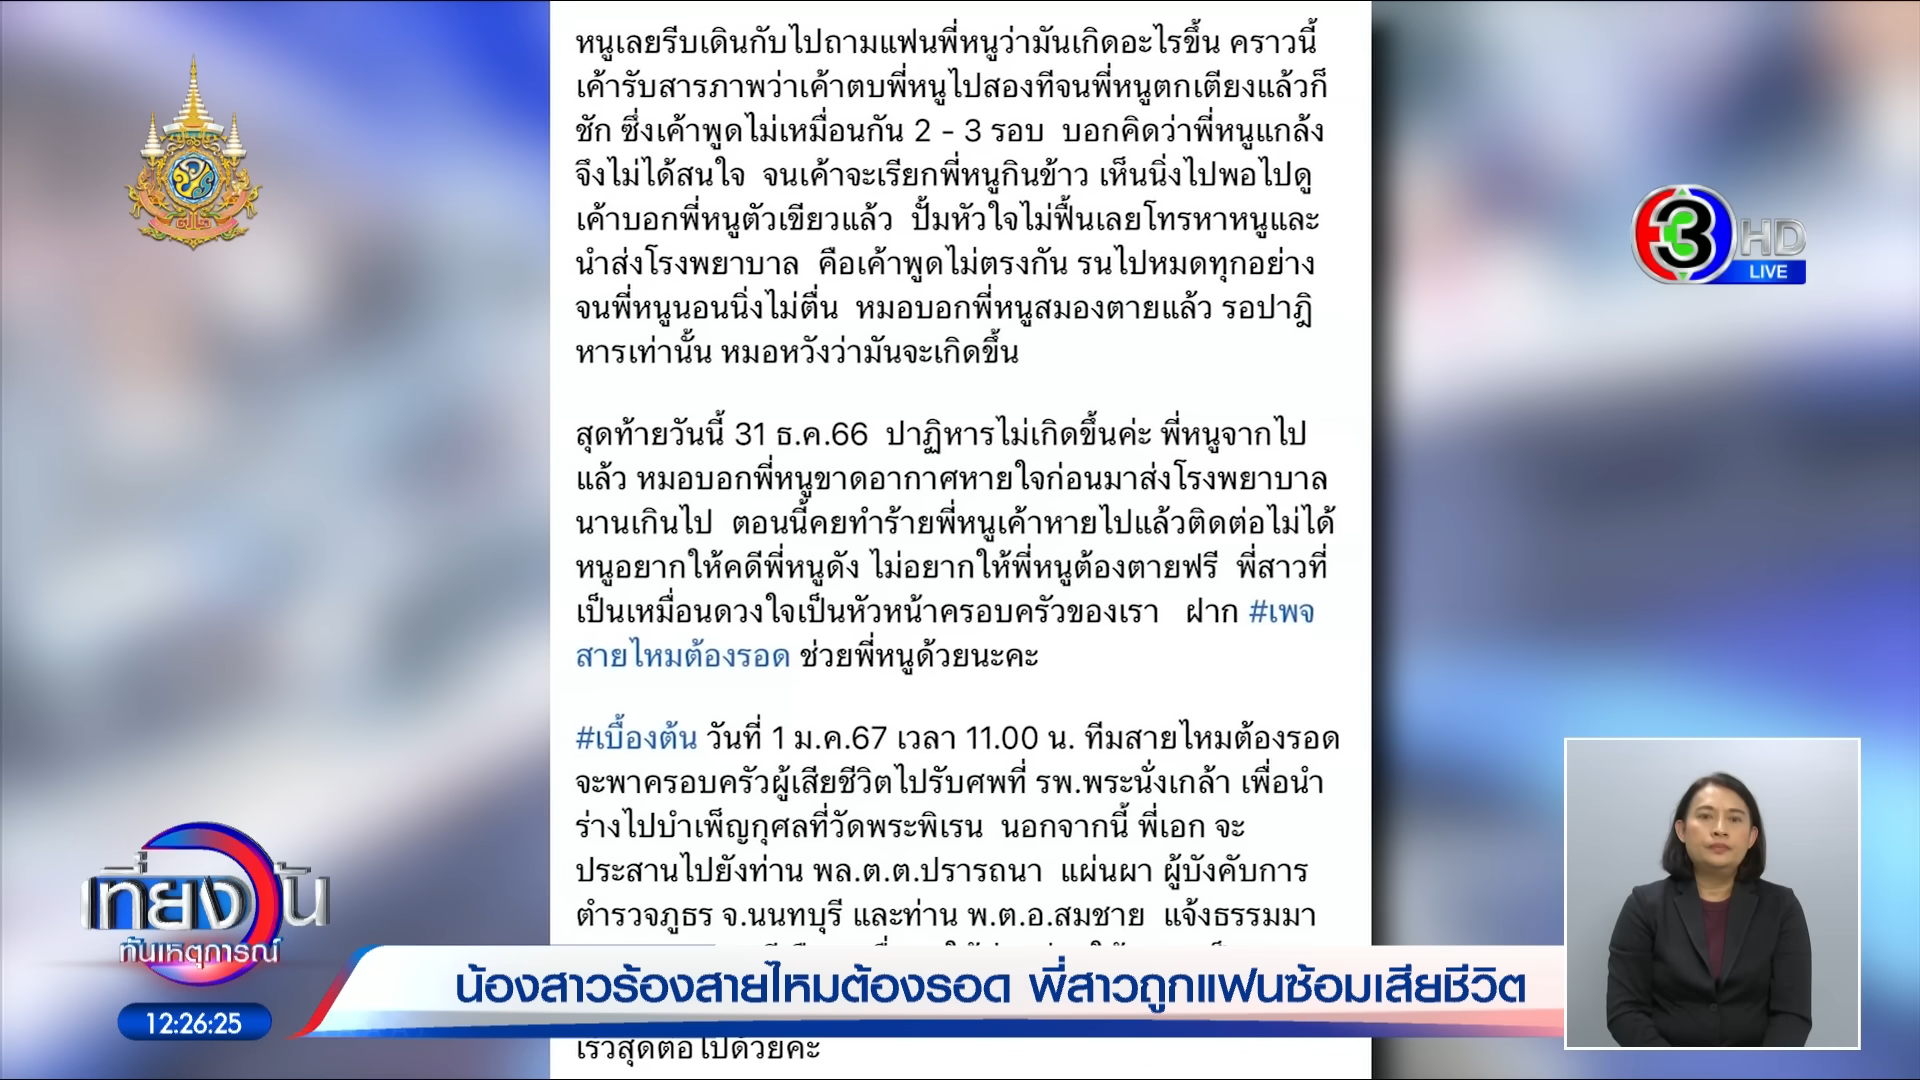 หนูเลยรีบเดินกับไปถามแฟนพี่หนูว่ามันเกิดอะไรขึ้น คราวนี้
เค้ารับสารภาพว่าเค้าตบพี่หนูไปสองทีจนพี่หนูตกเตียงแล้วก็
ชัก ซึ่งเค้าพูดไม่เหมื่อนกัน 2 - 3 รอบ บอกคิดว่าพี่หนูแกล้ง
จึงไม่ได้สนใจ จนเค้าจะเรียกพี่หนูกินข้าว เห็นนิ่งไปพอไปดู
เค้าบอกพี่หนูตัวเขียวแล้ว ปั้มหัวใจไม่ฟื้นเลยโทรหาหนูและ
นำส่งโรงพยาบาล คือเค้าพูดไม่ตรงกัน รนไปหมดทุกอย่าง
จนพี่หนูนอนนิ่งไม่ตื่น หมอบอกพี่หนูสมองตายแล้ว รอปาฎิ
หารเท่านั้น หมอหวังว่ามันจะเกิดขึ้น
สุดท้ายวันนี้ 31 ธ.ค.66 ปาฏิหารไม่เกิดขึ้นค่ะ พี่หนูจากไป
แล้ว หมอบอกพี่หนูขาดอากาศหายใจก่อนมาส่งโรงพยาบาล
นานเกินไป ตอนนี้คยทำร้ายพี่หนูเค้าหายไปแล้วติดต่อไม่ได้
หนูอยากให้คดีพี่หนูดัง ไม่อยากให้พี่หนูต้องตายฟรี พี่สาวที่
เป็นเหมื่อนดวงใจเป็นหัวหน้าครอบครัวของเรา ฝาก #เพจ
สายไหมต้องรอด ช่วยพี่หนูด้วยนะคะ
#เบื้องต้น วันที่ 1 ม.ค.67 เวลา 11.00 น. ทีมสายไหมต้องรอด
จะพาครอบครัวผู้เสียชีวิตไปรับศพที่ รพ.พระนั่งเกล้า เพื่อนำ
ร่างไปบำเพ็ญกุศลที่วัดพระพิเรน นอกจากนี้ พี่เอก จะ
ประสานไปยังท่าน พล.ต.ต.ปรารถนา แผ่นผา ผู้บังคับการ
ตำรวจภูธร จ.นนทบุรี และท่าน พ.ต.อ.สมชาย แจ้งธรรมมา
เร็วสุดต่อไปด้วยค่ะ
3 HD
LIVE
เที่ยงวัน
ทันเหตุการณ์
12:26:25
น้องสาวร้องสายไหมต้องรอด พี่สาวถูกแฟนซ้อมเสียชีวิต
๗๒